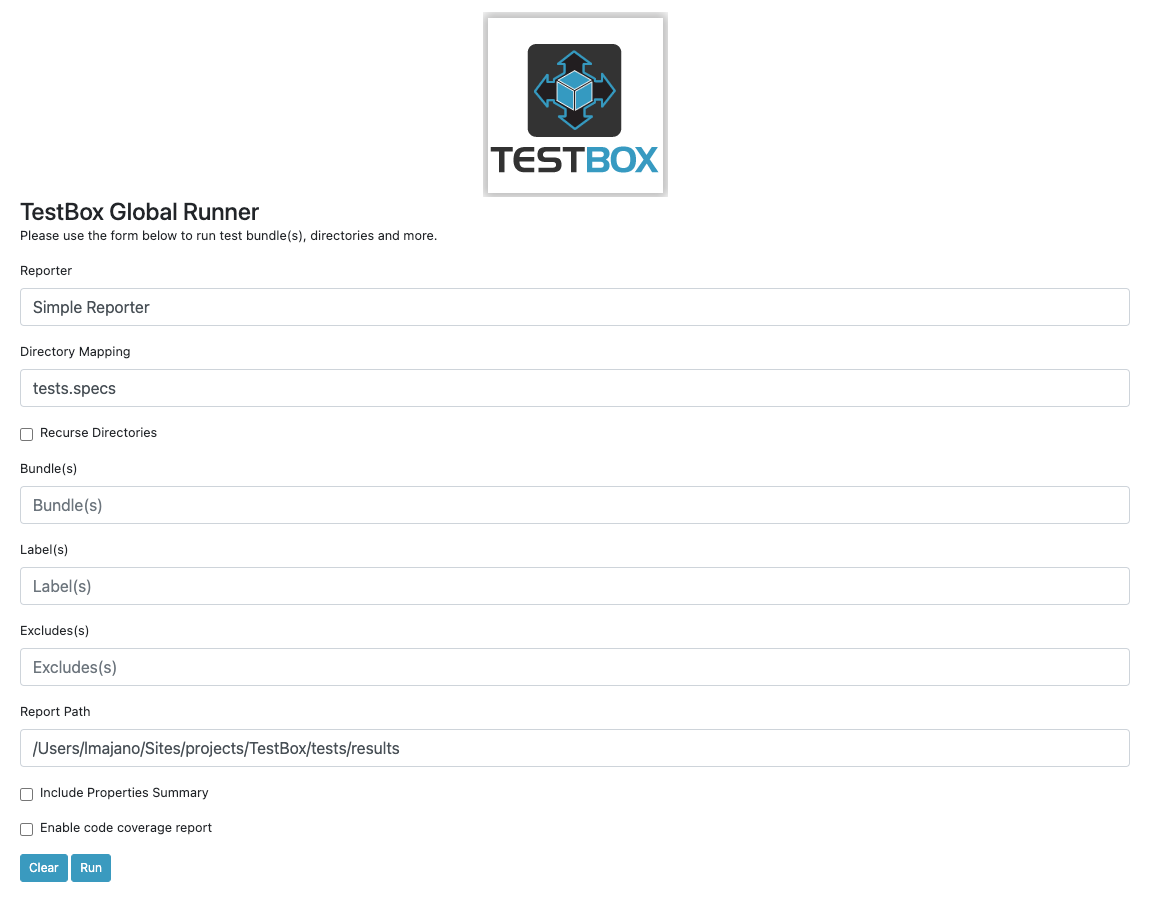 TESTBOX
TestBox Global Runner
Please use the form below to run test bundle(s), directories and more.
Reporter
Simple Reporter
Directory Mapping
tests.specs
Recurse Directories
Bundle(s)
Bundle(s)
Label(s)
Label(s)
Excludes(s)
Excludes(s)
Report Path
/Users/lmajano/Sites/projects/TestBox/tests/results
Include Properties Summary
Enable code coverage report
Clear Run